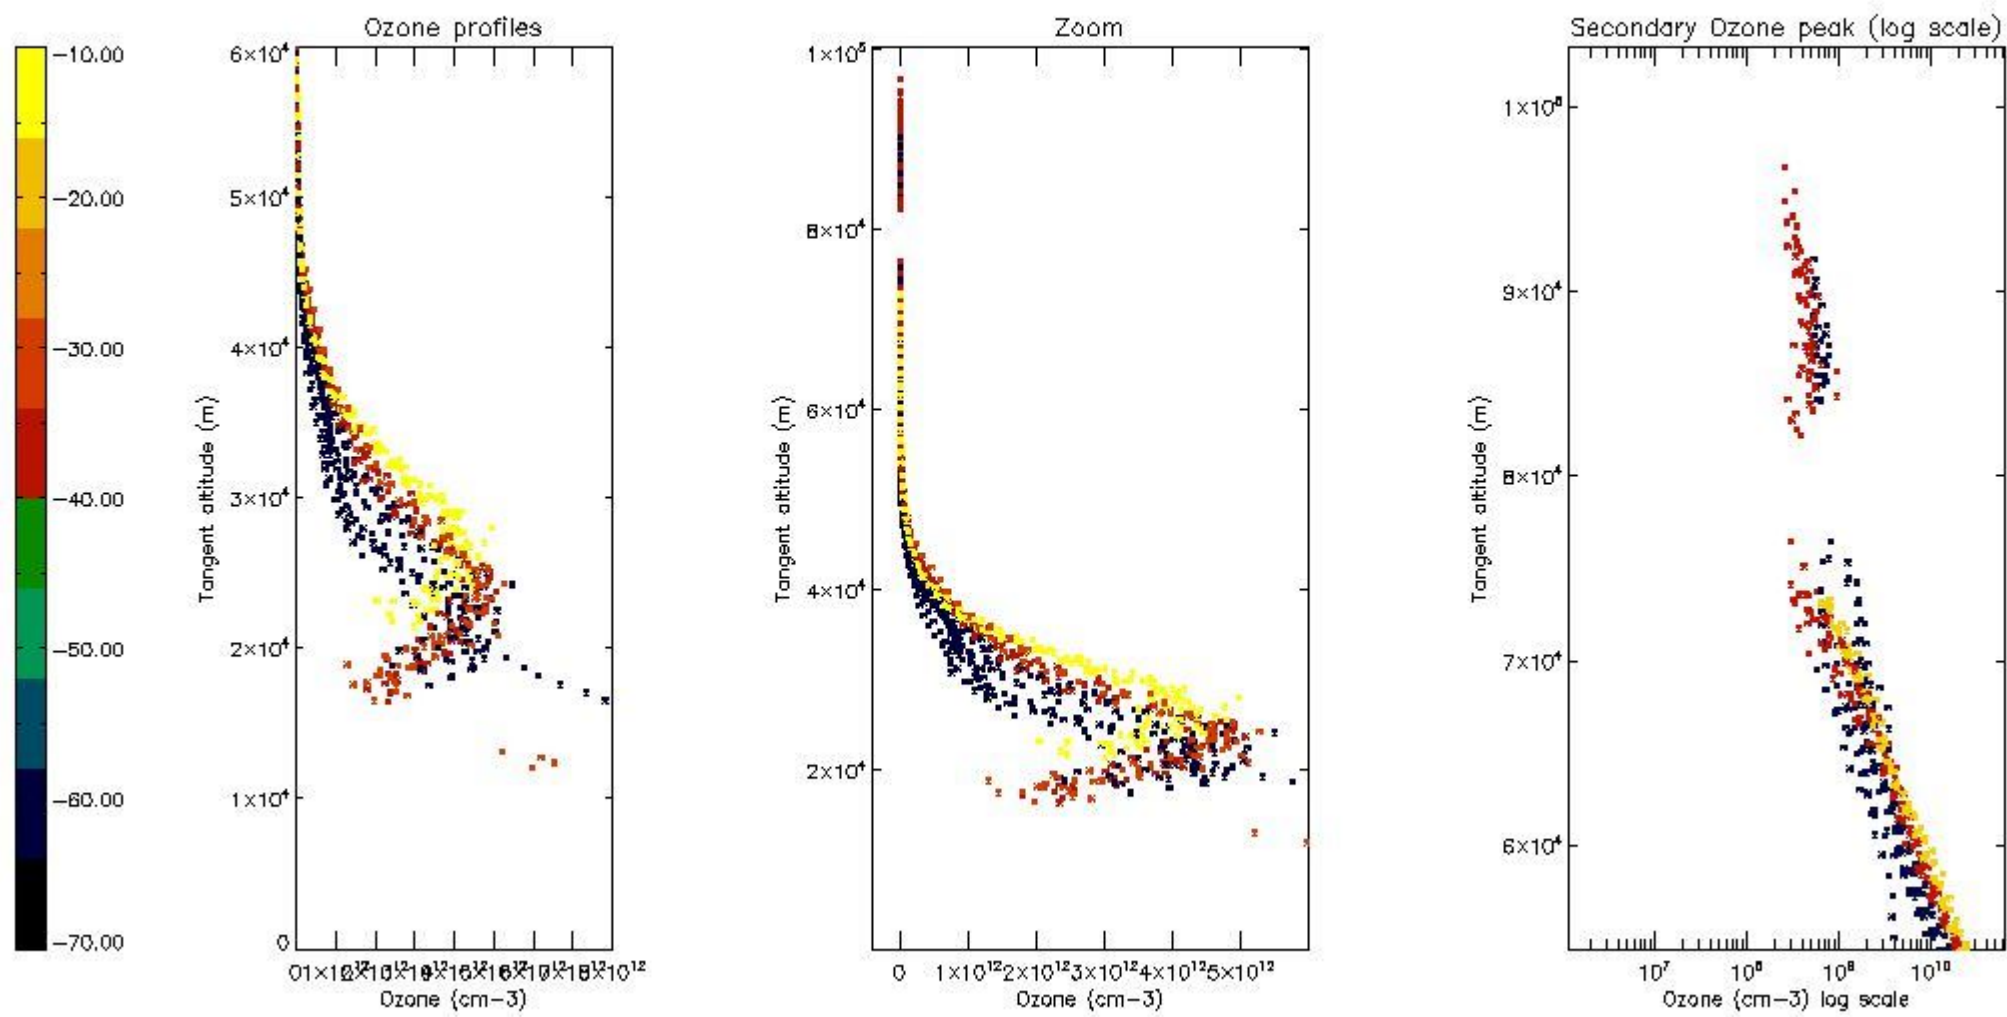 Ozone profiles
Zoom
Secondary Ozone peak (log scale)
-10.00
-20.00
-30.00
-40.00
-50.00
-60.00
-70.00
6×10⁴
5×10⁴
4×10⁴
3×10⁴
2×10⁴
1×10⁴
0
Tangent altitude (m)
Ozone (cm-3)
1×10⁵
8×10⁴
6×10⁴
4×10⁴
2×10⁴
Tangent altitude (m)
0 1×10¹² 2×10¹² 3×10¹² 4×10¹² 5×10¹²
Ozone (cm-3)
9×10⁴
8×10⁴
7×10⁴
6×10⁴
Tangent altitude (m)
10⁷ 10⁸ 10⁹ 10¹⁰
Ozone (cm-3) log scale